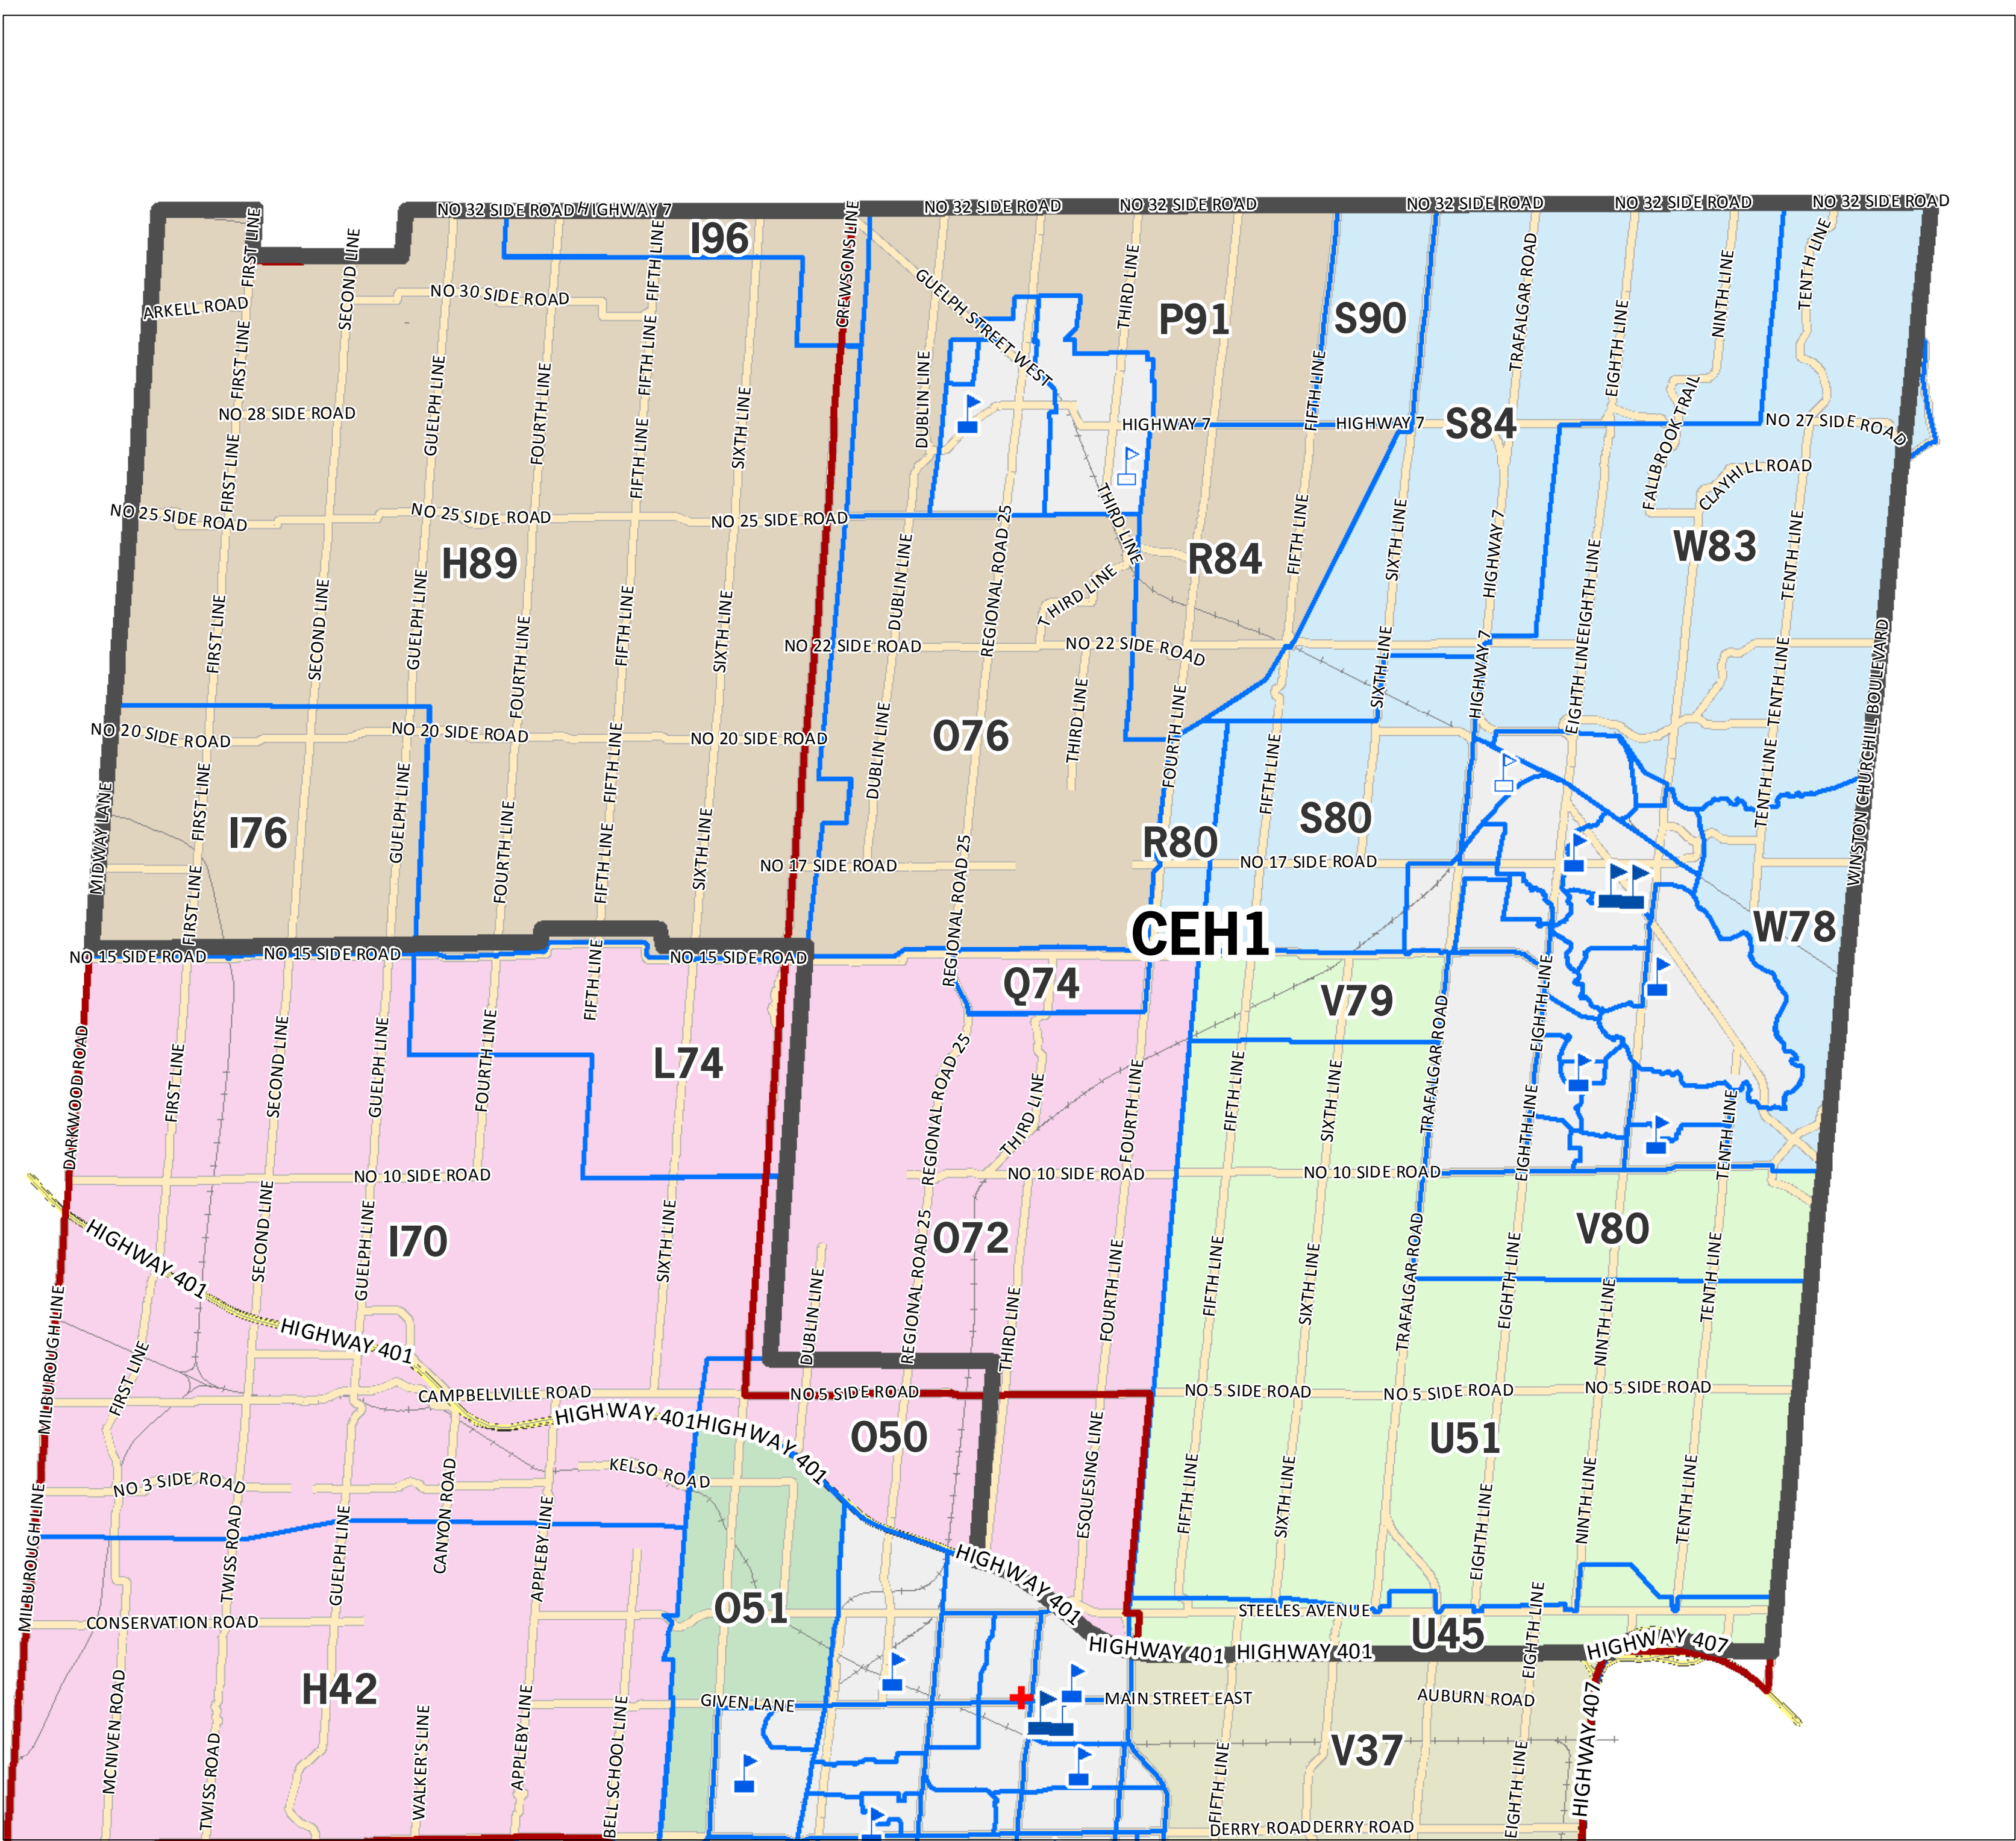 NO 32 SIDE ROAD
HIGHWAY 7
NO 32 SIDE ROAD
NO 32 SIDE ROAD
NO 32 SIDE ROAD
NO 32 SIDE ROAD
NO 32 SIDE ROAD
FIRST LINE
SECOND LINE
I96
FIFTH LINE
CREWSONS LINE
ARKELL ROAD
NO 30 SIDE ROAD
GUELPH STREET WEST
THIRD LINE
P91
S90
TRAFALGAR ROAD
EIGHTH LINE
NINTH LINE
TENTH LINE
FIRST LINE
GUELPH LINE
FOURTH LINE
FIFTH LINE
SIXTH LINE
DUBLIN LINE
FIFTH LINE
NO 28 SIDE ROAD
HIGHWAY 7
HIGHWAY 7
S84
FALLBROOK TRAIL
NO 27 SIDE ROAD
CLAYHILL ROAD
FIRST LINE
FIFTH LINE
NO 25 SIDE ROAD
NO 25 SIDE ROAD
NO 25 SIDE ROAD
H89
REGIONAL ROAD 25
THIRD LINE
R84
FIFTH LINE
SIXTH LINE
HIGHWAY 7
W83
TENTH LINE
FIRST LINE
SECOND LINE
GUELPH LINE
FOURTH LINE
FIFTH LINE
SIXTH LINE
DUBLIN LINE
THIRD LINE
EIGHTH LINE
EIGHTH LINE
NO 22 SIDE ROAD
NO 22 SIDE ROAD
SIXTH LINE
HIGHWAY 7
TENTH LINE
WINSTON CHURCHILL BOULEVARD
NO 20 SIDE ROAD
NO 20 SIDE ROAD
NO 20 SIDE ROAD
O76
DUBLIN LINE
THIRD LINE
FOURTH LINE
FIFTH LINE
TENTH LINE
MIDWAY LANE
I76
FIRST LINE
GUELPH LINE
FOURTH LINE
FIFTH LINE
FIFTH LINE
SIXTH LINE
NO 17 SIDE ROAD
R80
S80
NO 17 SIDE ROAD
FIRST LINE
REGIONAL ROAD 25
CEH1
W78
NO 15 SIDE ROAD
NO 15 SIDE ROAD
NO 15 SIDE ROAD
FIFTH LINE
Q74
V79
EIGHTH LINE
DARKWOOD ROAD
FIRST LINE
SECOND LINE
GUELPH LINE
FOURTH LINE
L74
REGIONAL ROAD 25
THIRD LINE
FOURTH LINE
FIFTH LINE
SIXTH LINE
TRAFALGAR ROAD
EIGHTH LINE
TENTH LINE
NO 10 SIDE ROAD
NO 10 SIDE ROAD
NO 10 SIDE ROAD
HIGHWAY 401
SECOND LINE
GUELPH LINE
I70
SIXTH LINE
REGIONAL ROAD 25
O72
FOURTH LINE
FIFTH LINE
SIXTH LINE
TRAFALGAR ROAD
EIGHTH LINE
V80
NINTH LINE
TENTH LINE
MILBOROUGH LINE
HIGHWAY 401
FIRST LINE
DUBLIN LINE
THIRD LINE
CAMPBELLVILLE ROAD
NO 5 SIDE ROAD
NO 5 SIDE ROAD
NO 5 SIDE ROAD
NO 5 SIDE ROAD
HIGHWAY 401
HIGHWAY 401
O50
U51
NO 3 SIDE ROAD
KELSO ROAD
MILBOROUGH LINE
TWISS ROAD
GUELPH LINE
CANYON ROAD
APPLEBY LINE
ESQUESING LINE
FIFTH LINE
SIXTH LINE
EIGHTH LINE
NINTH LINE
TENTH LINE
HIGHWAY 401
CONSERVATION ROAD
O51
STEELES AVENUE
U45
EIGHTH LINE
HIGHWAY 401
HIGHWAY 401
HIGHWAY 407
H42
GIVEN LANE
MAIN STREET EAST
AUBURN ROAD
MCNIVEN ROAD
TWISS ROAD
WALKER'S LINE
APPLEBY LINE
BELL SCHOOL LINE
V37
FIFTH LINE
EIGHTH LINE
HIGHWAY 407
DERRY ROAD
DERRY ROAD